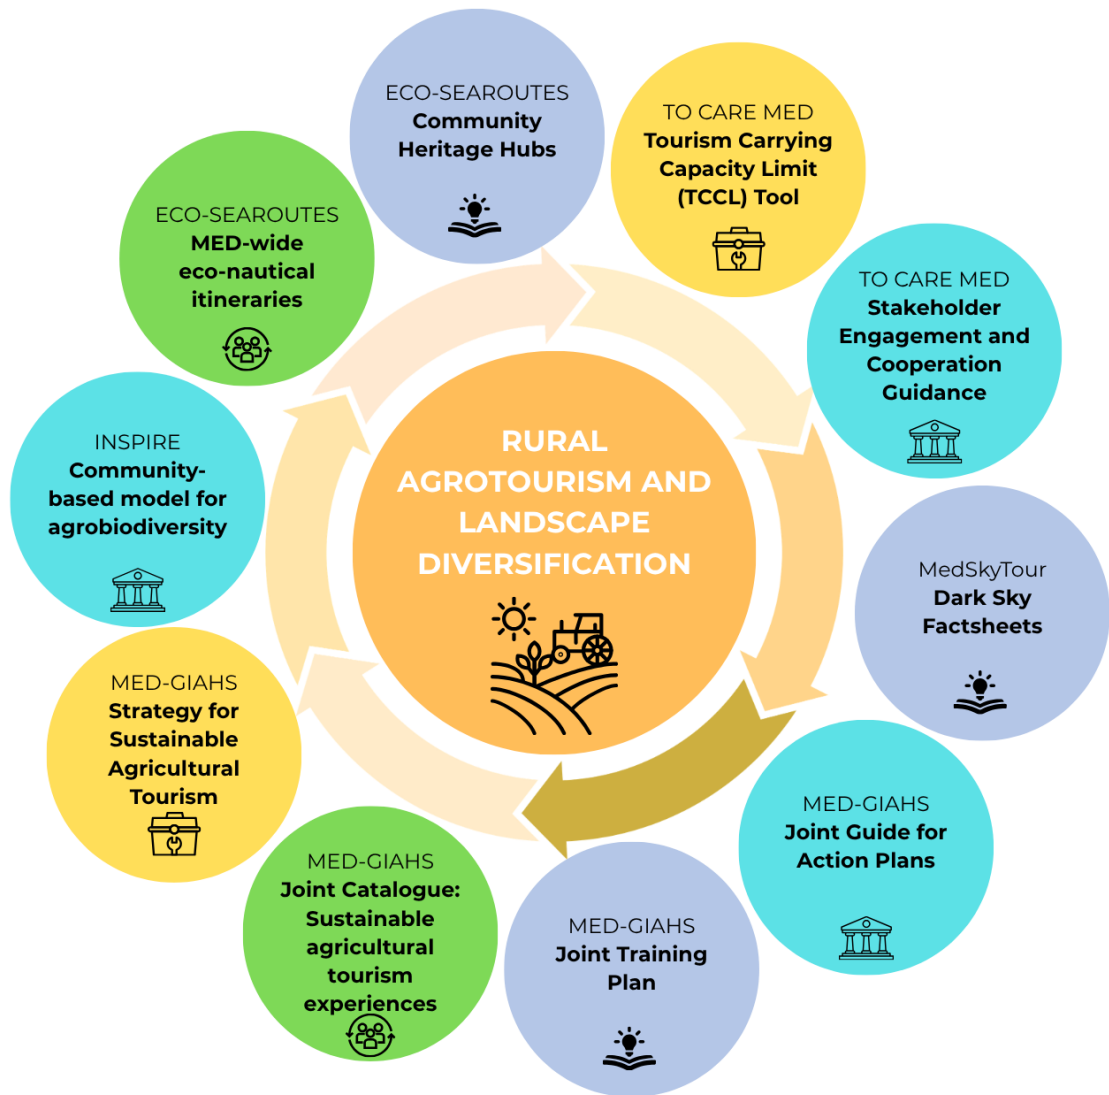 ECO-SEAROUTES
Community
Heritage Hubs
TO CARE MED
Tourism Carrying
Capacity Limit
(TCCL) Tool
TO CARE MED
Stakeholder
Engagement and
Cooperation
Guidance
MedSkyTour
Dark Sky
Factsheets
MED-GIAHS
Joint Guide for
Action Plans
MED-GIAHS
Joint Training
Plan
MED-GIAHS
Joint Catalogue:
Sustainable
agricultural
tourism
experiences
MED-GIAHS
Strategy for
Sustainable
Agricultural
Tourism
INSPIRE
Community-
based model for
agrobiodiversity
ECO-SEAROUTES
MED-wide
eco-nautical
itineraries
RURAL
AGROTOURISM AND
LANDSCAPE
DIVERSIFICATION